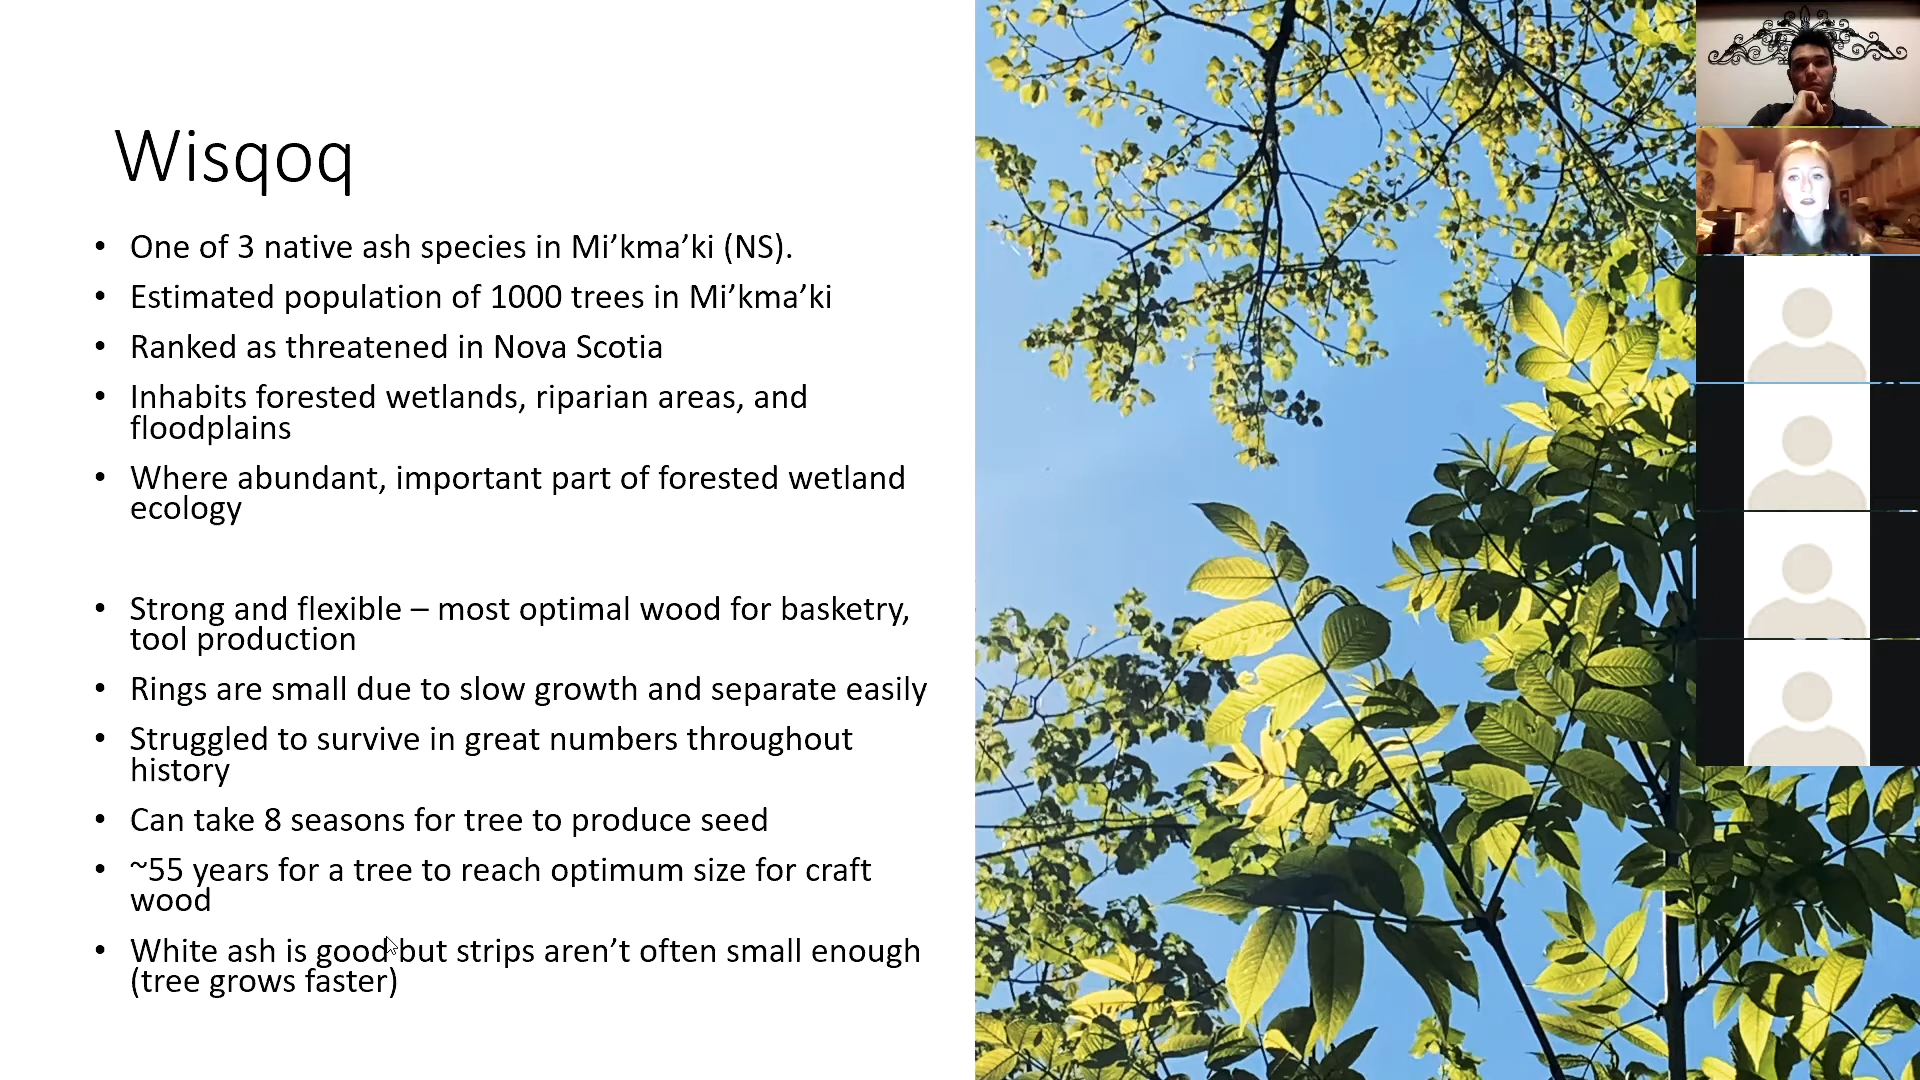 Wisqoq
• One of 3 native ash species in Mi’kma’ki (NS).
• Estimated population of 1000 trees in Mi’kma’ki
• Ranked as threatened in Nova Scotia
• Inhabits forested wetlands, riparian areas, and
floodplains
• Where abundant, important part of forested wetland
ecology
• Strong and flexible – most optimal wood for basketry,
tool production
• Rings are small due to slow growth and separate easily
• Struggled to survive in great numbers throughout
history
• Can take 8 seasons for tree to produce seed
• ~55 years for a tree to reach optimum size for craft
wood
• White ash is good but strips aren’t often small enough
(tree grows faster)